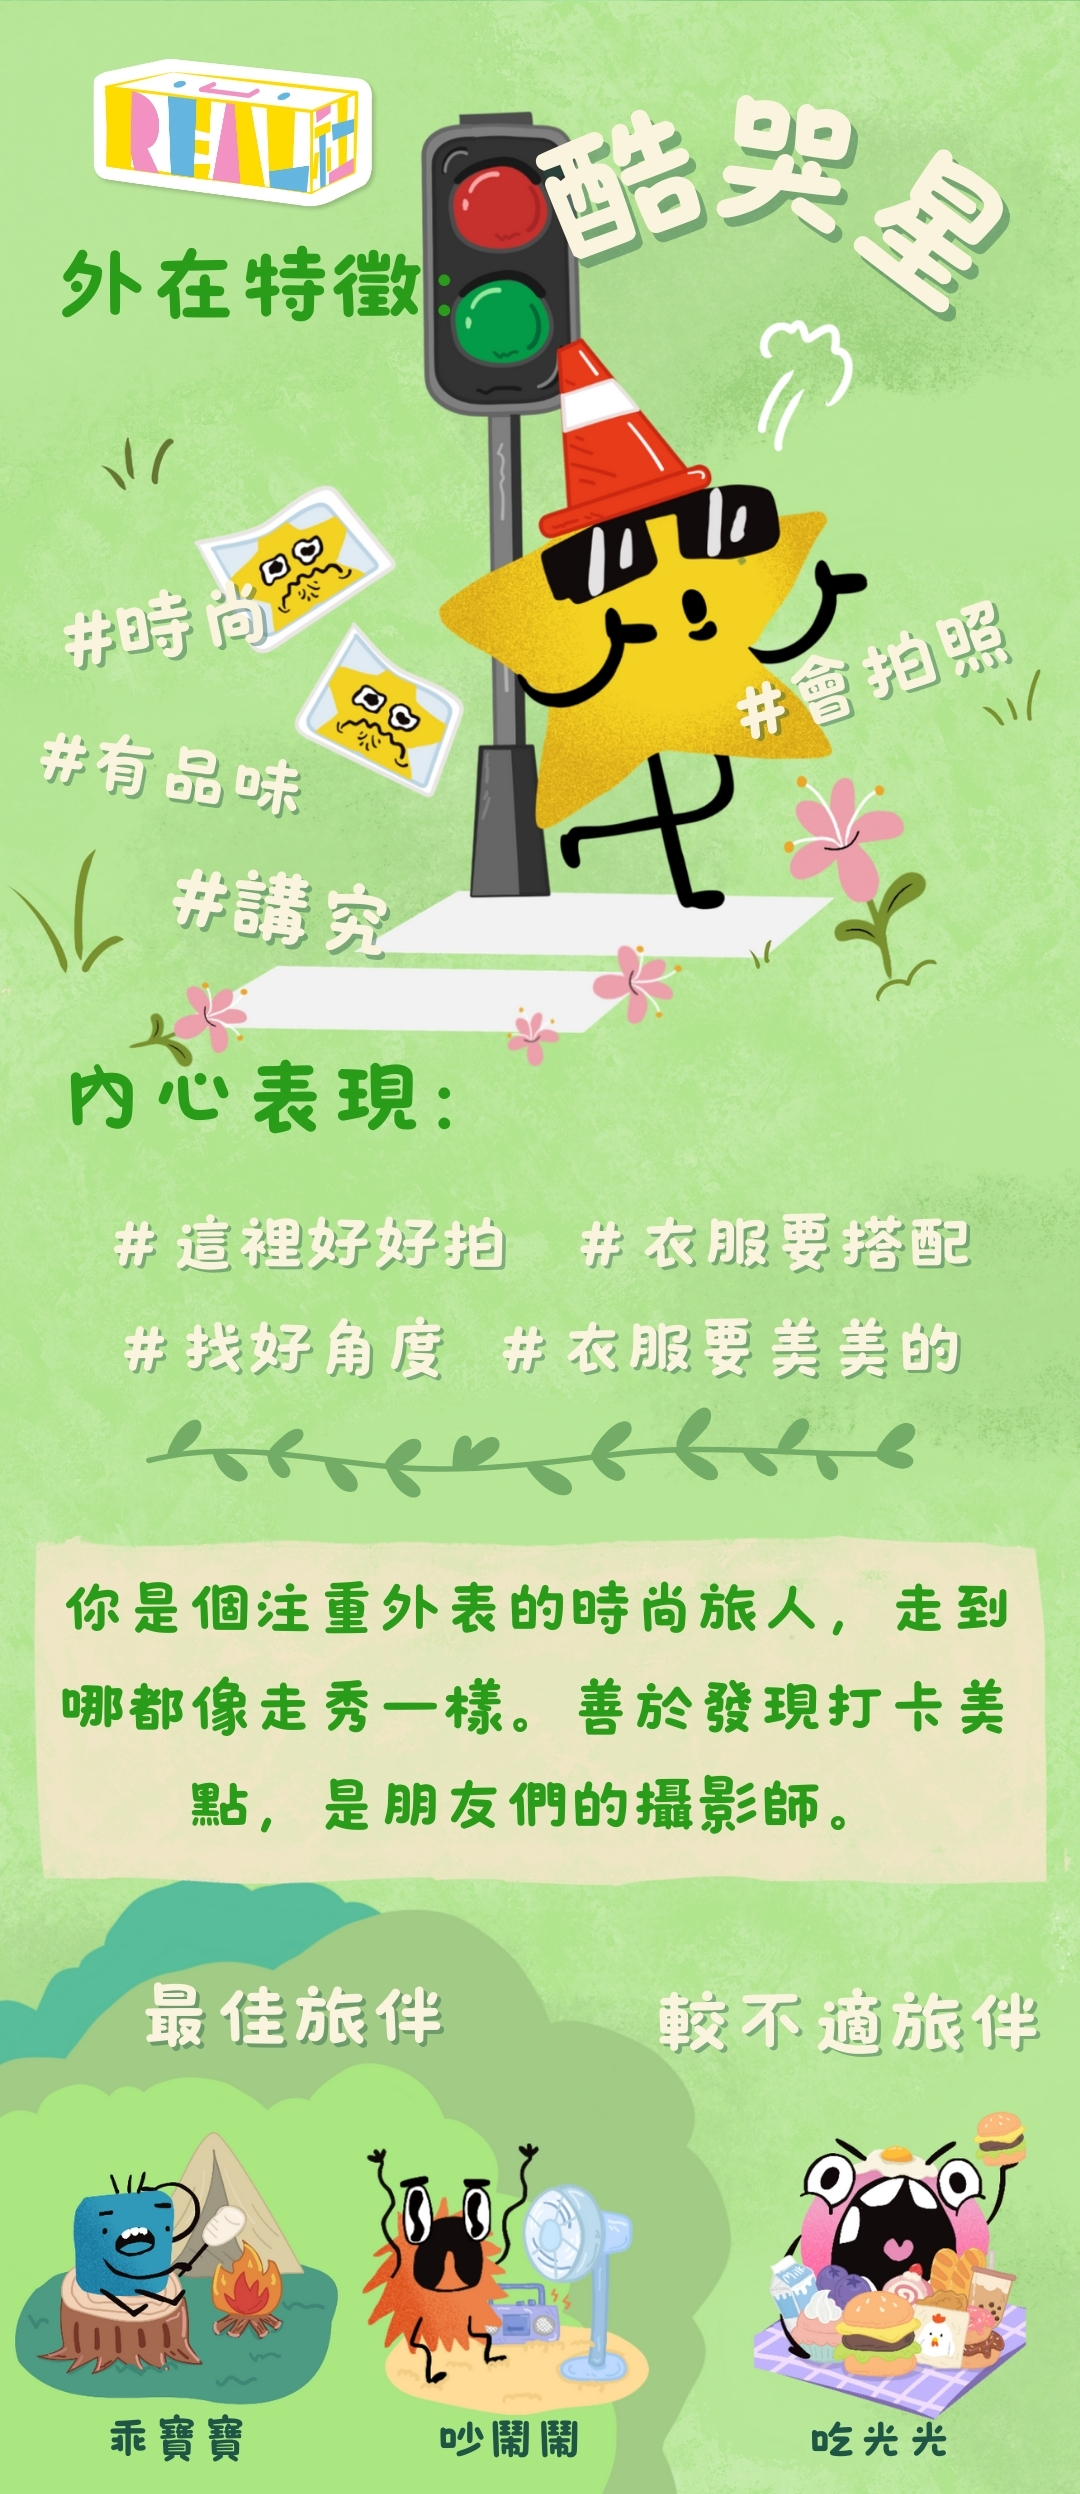 REAL
酷哭星
外在特徵：
#時尚
#會拍照
#有品味
#講究
內心表現：
#這裡好好拍 #衣服要搭配
#找好角度 #衣服要美美的
你是個注重外表的時尚旅人，走到
哪都像走秀一樣。善於發現打卡美
點，是朋友們的攝影師。
最佳旅伴
較不適旅伴
Milk
乖寶寶
吵鬧鬧
吃光光